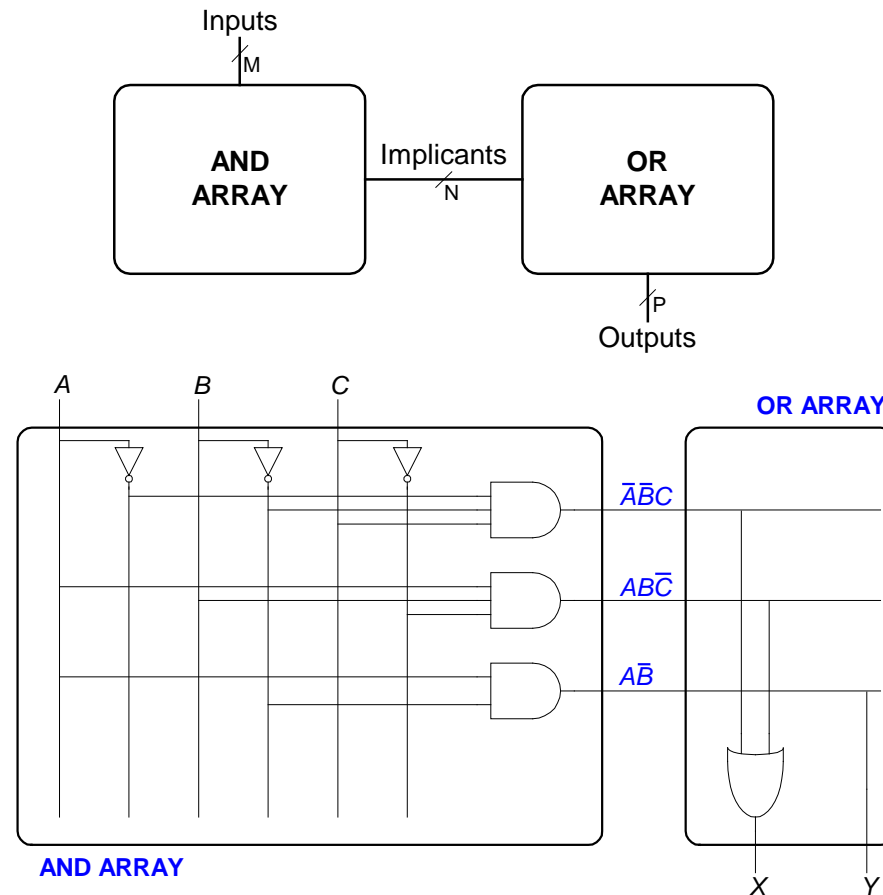 Inputs
M
AND
ARRAY
Implicants
N
OR
ARRAY
P
Outputs
A B C
OR ARRAY
A̅B̅C
ABC̅
AB̅
AND ARRAY
X Y